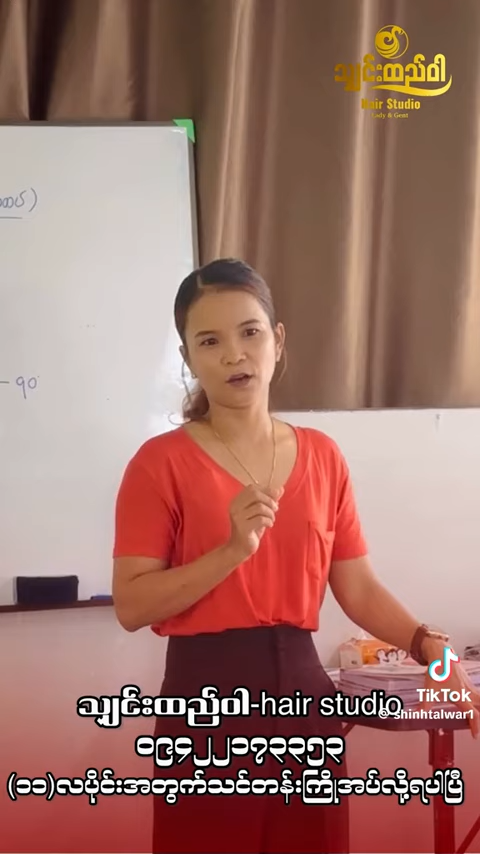 သျှင်းထည်ဝါ
Hair Studio
Lady & Gent
၁၀
သျှင်းထည်ဝါ-hair studio
၀၉၄၂၂၁၇၃၃၅၃
(၁၁)လပိုင်းအတွက်သင်တန်းကြိုအပ်လို့ရပါပြီ
TikTok
@shinhtalwar1